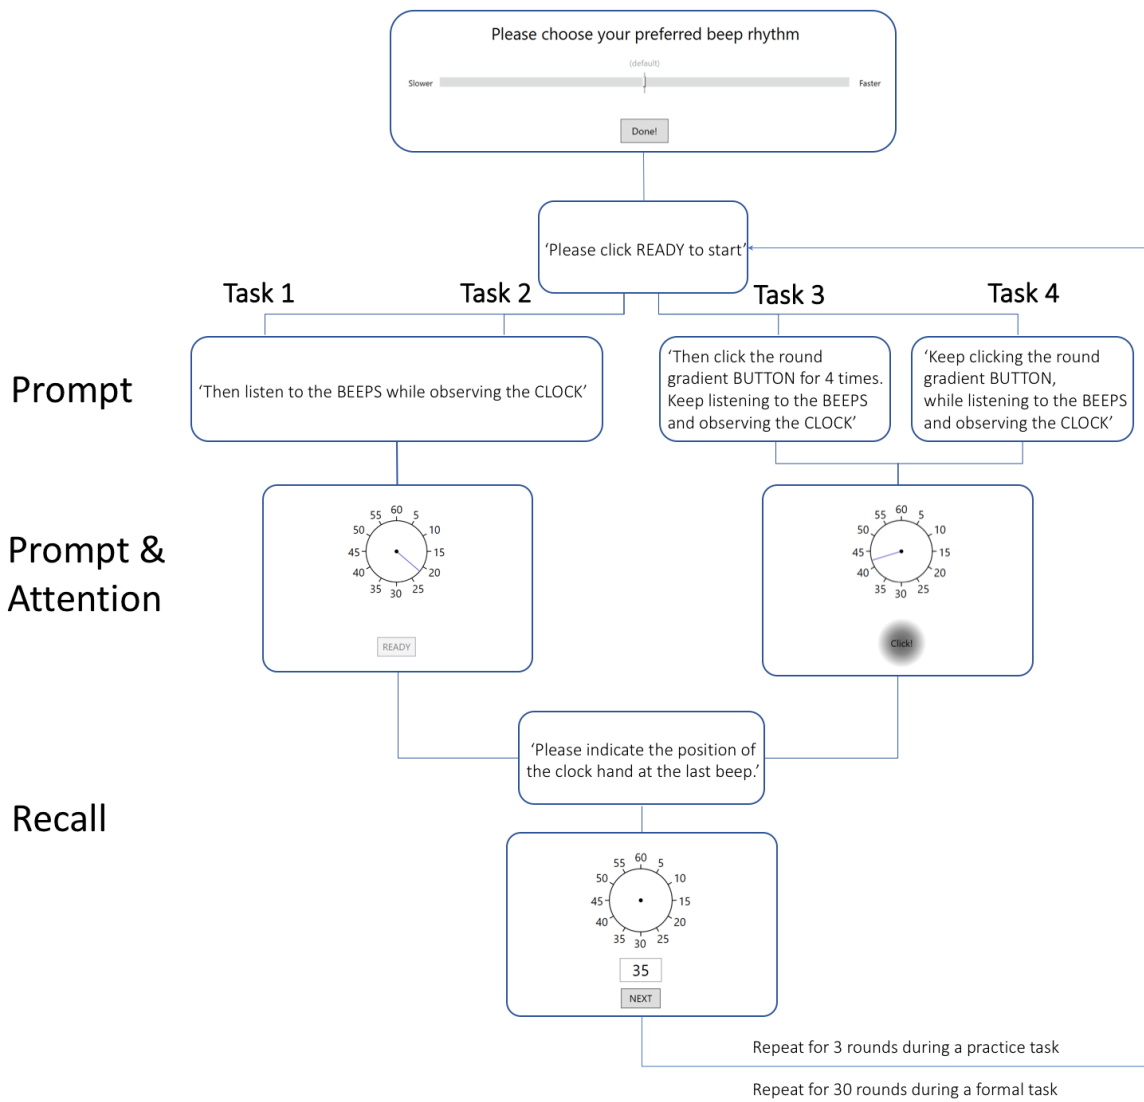 Please choose your preferred beep rhythm
(default)
Slower
Faster
Done!
‘Please click READY to start’
Task 1
Task 2
Task 3
Task 4
Prompt
‘Then listen to the BEEPS while observing the CLOCK’
‘Then click the round
gradient BUTTON for 4 times.
Keep listening to the BEEPS
and observing the CLOCK’
‘Keep clicking the round
gradient BUTTON,
while listening to the BEEPS
and observing the CLOCK’
Prompt &
Attention
60
5
10
15
20
25
30
35
40
45
50
55
READY
60
5
10
15
20
25
30
35
40
45
50
55
Click!
‘Please indicate the position of
the clock hand at the last beep.’
Recall
60
5
10
15
20
25
30
35
40
45
50
55
35
NEXT
Repeat for 3 rounds during a practice task
Repeat for 30 rounds during a formal task